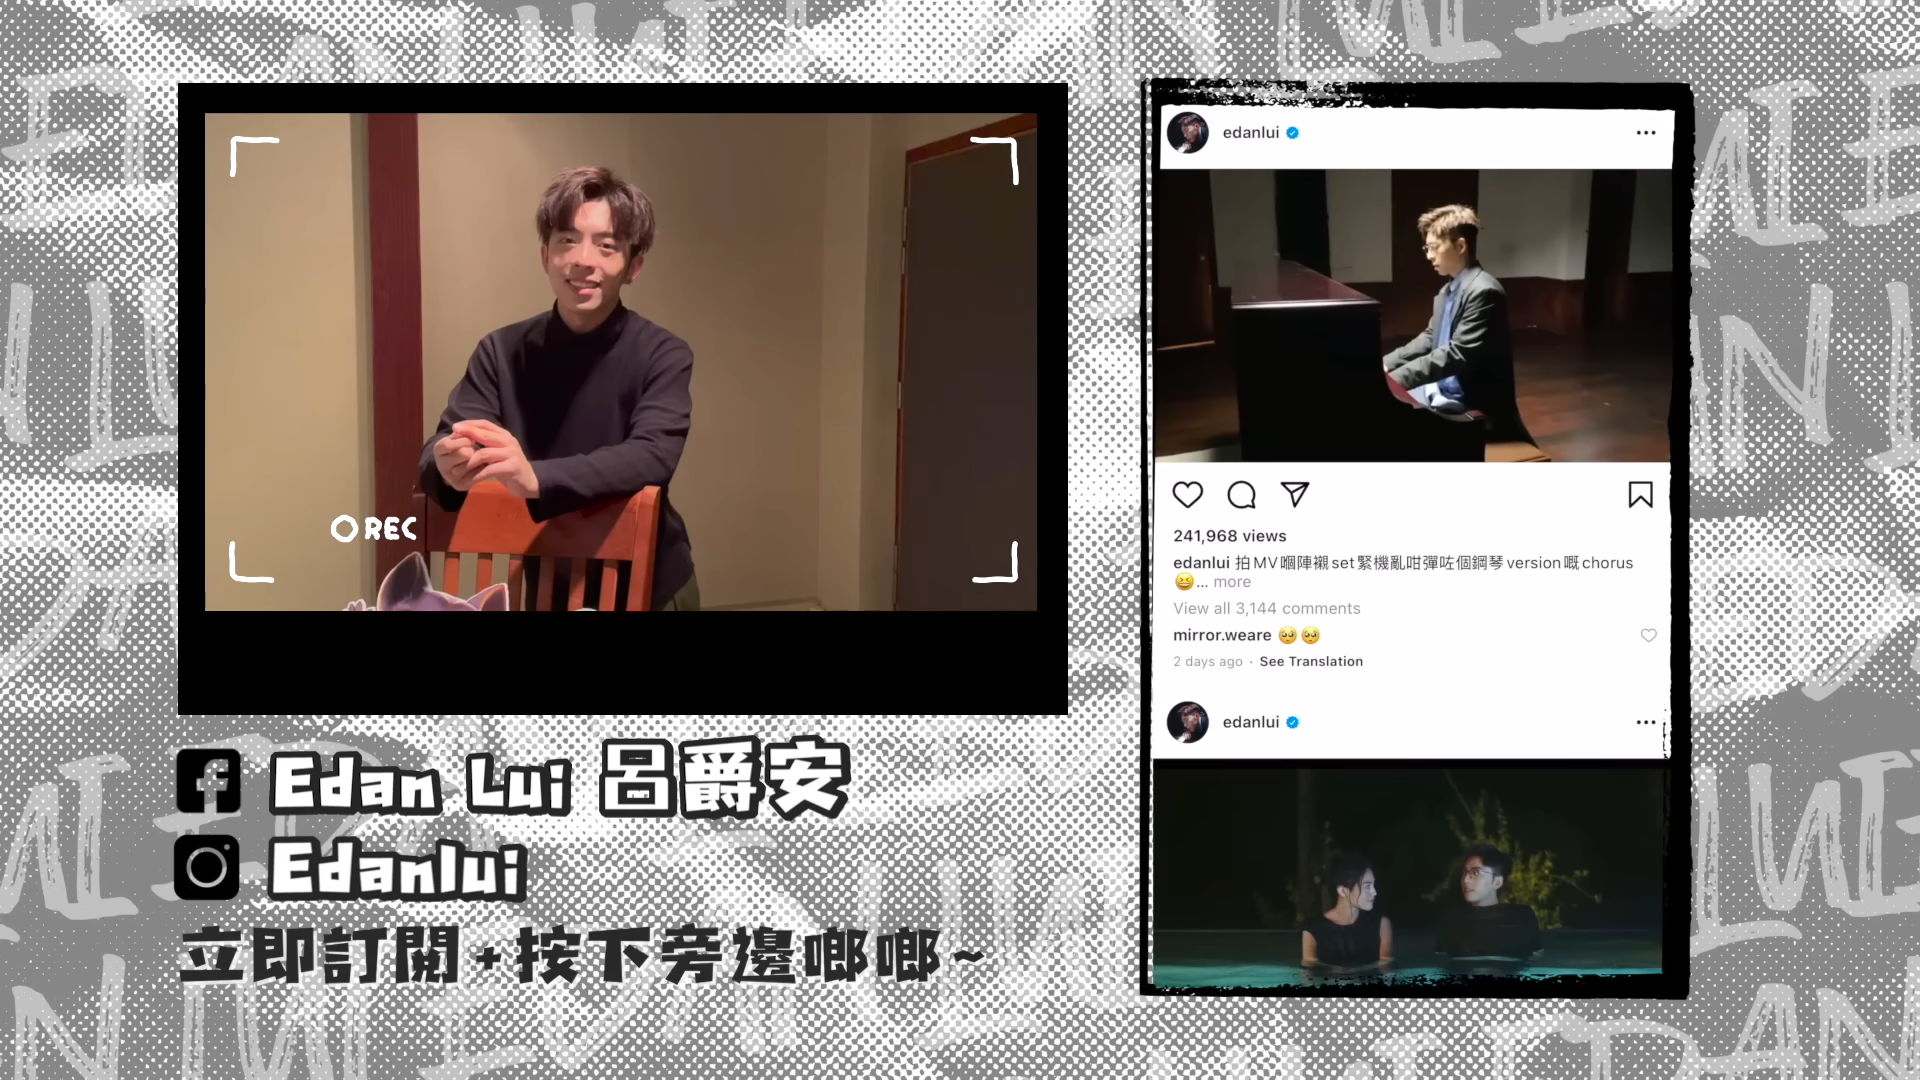 REC
Edan Lui 呂爵安
Edanlui
立即訂閱+按下旁邊啷啷~
edanlui
241,968 views
edanlui 拍MV嗰陣襯set緊機亂咁彈咗個鋼琴version嘅chorus
😆... more
View all 3,144 comments
mirror.weare 🥺🥺
2 days ago · See Translation
edanlui